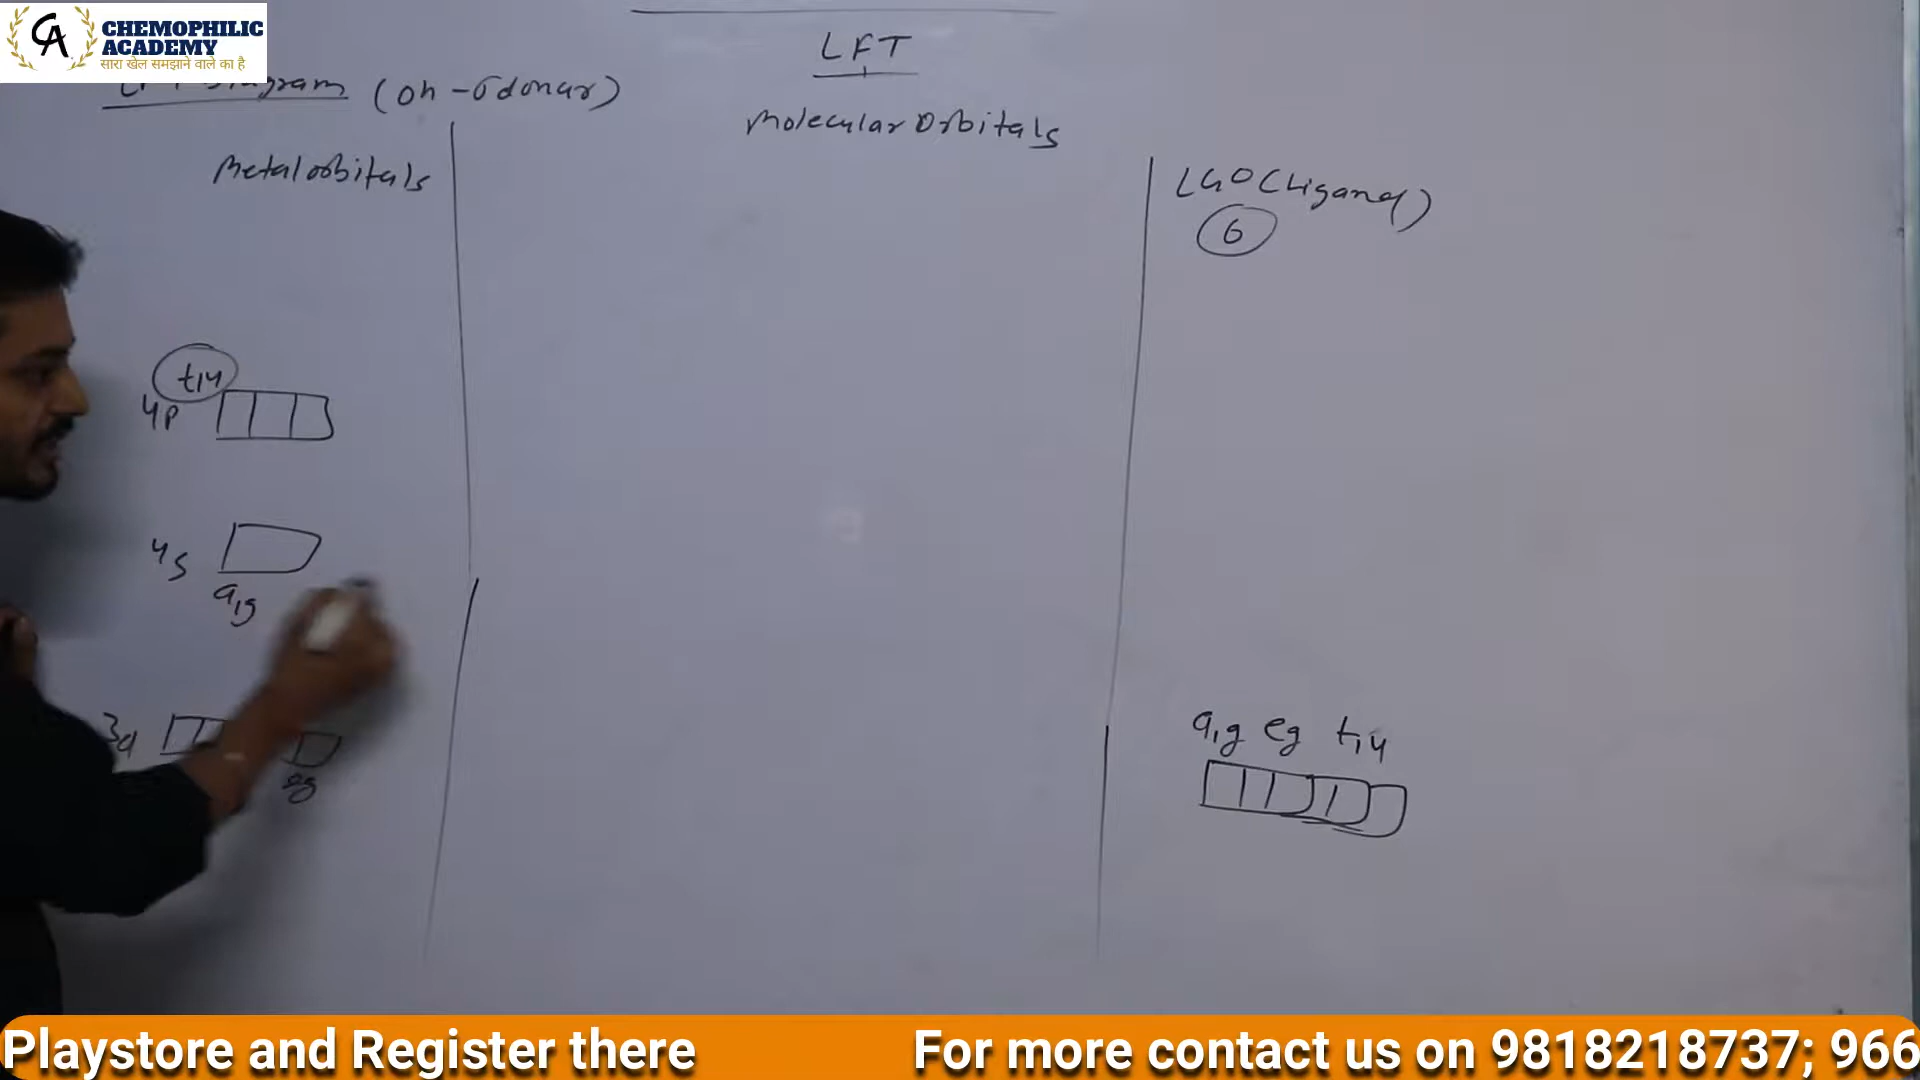 CHEMOPHILIC
ACADEMY
सारा खेल समझाने वाले का है
LFT
Diagram (Oh - σ donar)
Molecular Orbitals
Metal orbitals
LGO (Ligand)
6
t1u
4p
4s
a1g
3d
eg
a1g eg t1u
Playstore and Register there For more contact us on 9818218737; 966